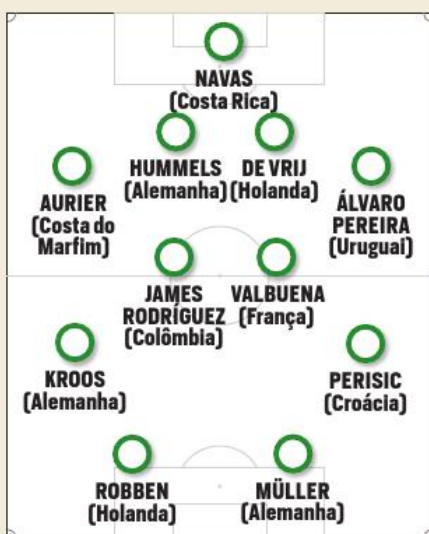 NAVAS
(Costa Rica)
HUMMELS
(Alemanha)
DE VRIJ
(Holanda)
AURIER
(Costa do
Marfim)
ÁLVARO
PEREIRA
(Uruguai)
JAMES
RODRÍGUEZ
(Colômbia)
VALBUENA
(França)
KROOS
(Alemanha)
PERISIC
(Croácia)
ROBBEN
(Holanda)
MÜLLER
(Alemanha)